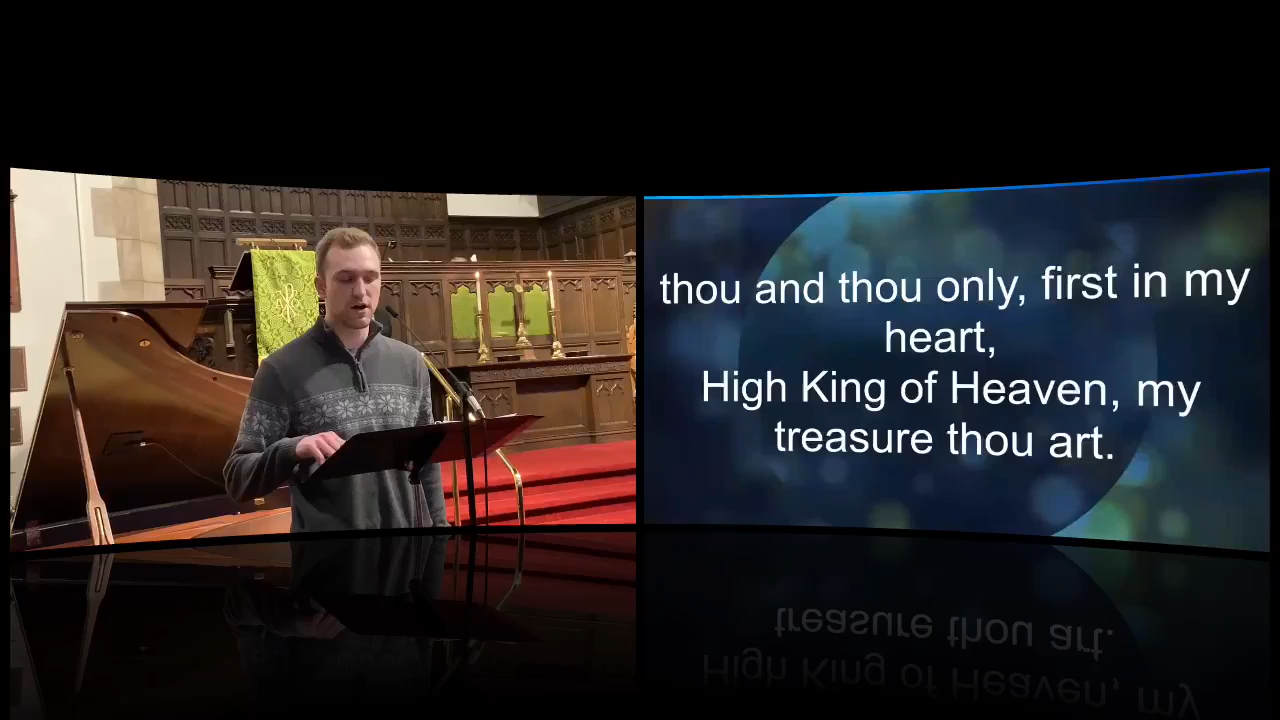 thou and thou only, first in my
heart,
High King of Heaven, my
treasure thou art.